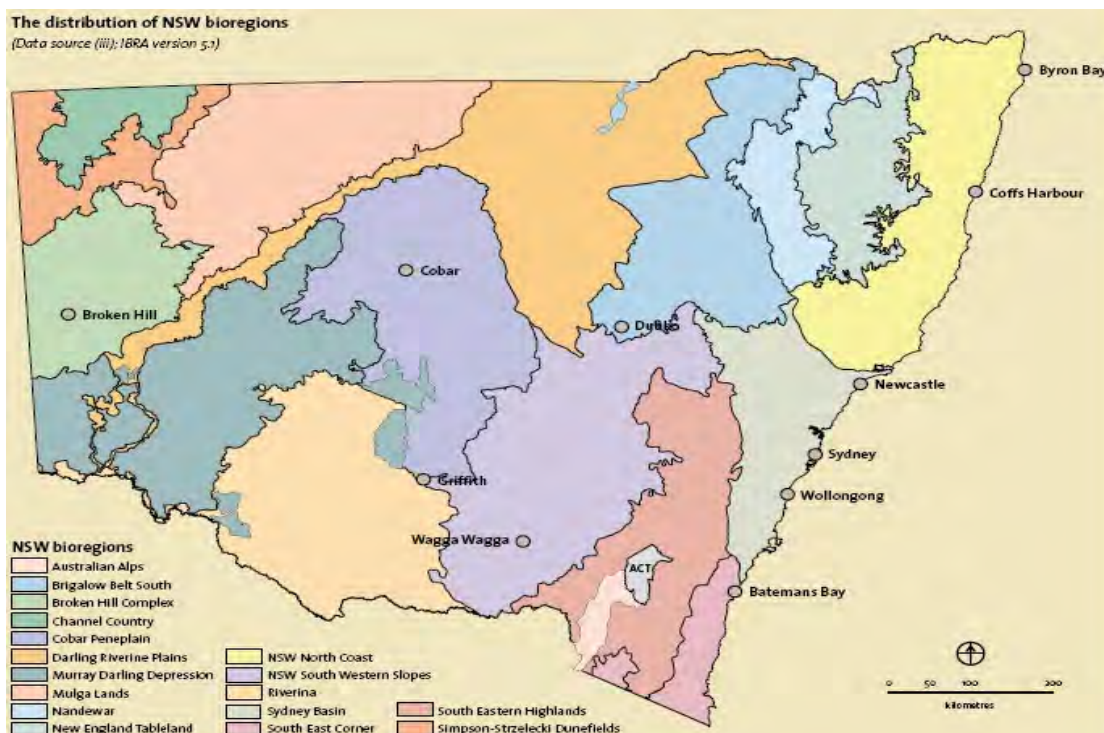 The distribution of NSW bioregions
(Data source (iii); IBRA version 5.1)
Byron Bay
Coffs Harbour
Cobar
Broken Hill
Dubbo
Newcastle
Sydney
Griffith
Wollongong
Wagga Wagga
ACT
Batemans Bay
NSW bioregions
Australian Alps
Brigalow Belt South
Broken Hill Complex
Channel Country
Cobar Peneplain
Darling Riverine Plains
Murray Darling Depression
Mulga Lands
Nandewar
New England Tableland
NSW North Coast
NSW South Western Slopes
Riverina
Sydney Basin
South East Corner
South Eastern Highlands
Simpson-Strzelecki Dunefields
0 50 100 200
kilometres